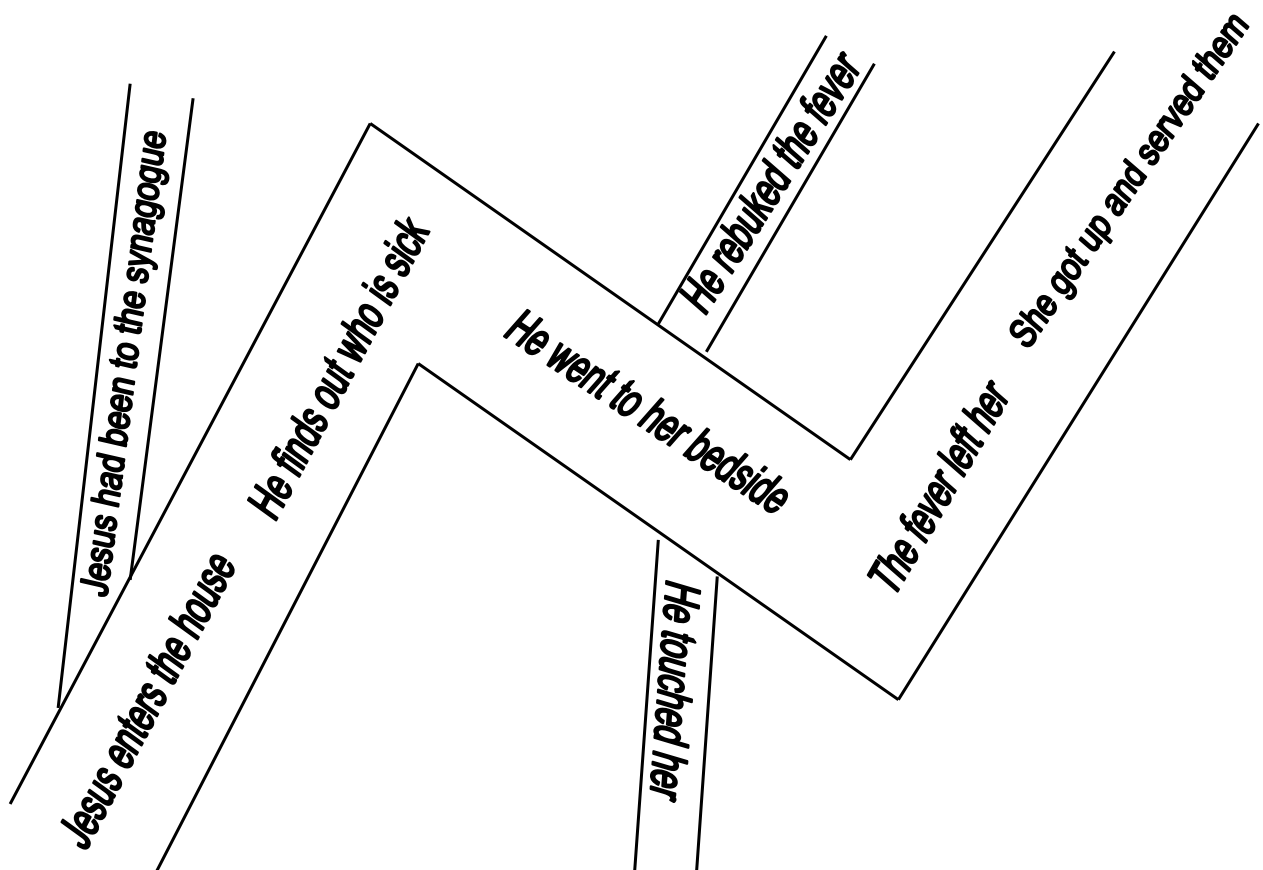 Jesus had been to the synagogue
Jesus enters the house
He finds out who is sick
He went to her bedside
He rebuked the fever
He touched her
The fever left her
She got up and served them